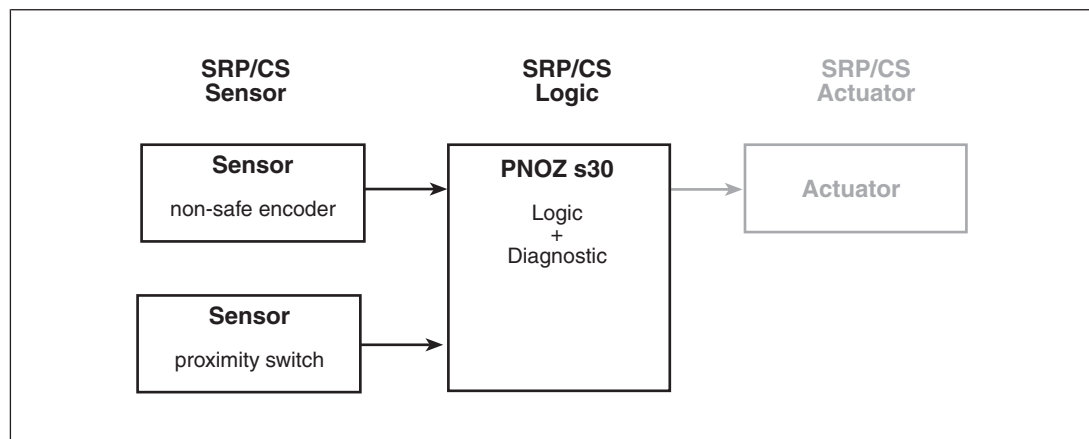 SRP/CS
Sensor
SRP/CS
Logic
SRP/CS
Actuator
Sensor
non-safe encoder
PNOZ s30
Logic
+
Diagnostic
Actuator
Sensor
proximity switch